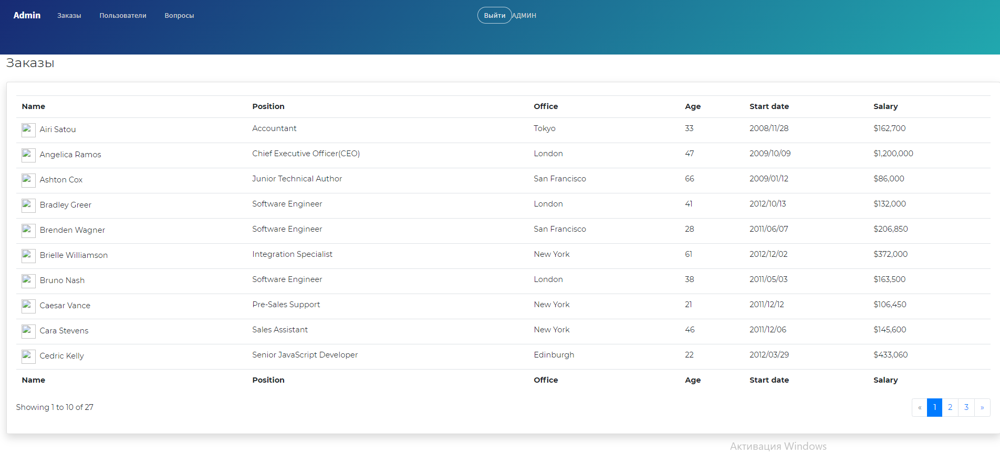 Admin Заказы Пользователи Вопросы Выйти АДМИН
Заказы
Name Position Office Age Start date Salary
Airi Satou Accountant Tokyo 33 2008/11/28 $162,700
Angelica Ramos Chief Executive Officer(CEO) London 47 2009/10/09 $1,200,000
Ashton Cox Junior Technical Author San Francisco 66 2009/01/12 $86,000
Bradley Greer Software Engineer London 41 2012/10/13 $132,000
Brenden Wagner Software Engineer San Francisco 28 2011/06/07 $206,850
Brielle Williamson Integration Specialist New York 61 2012/12/02 $372,000
Bruno Nash Software Engineer London 38 2011/05/03 $163,500
Caesar Vance Pre-Sales Support New York 21 2011/12/12 $106,450
Cara Stevens Sales Assistant New York 46 2011/12/06 $145,600
Cedric Kelly Senior JavaScript Developer Edinburgh 22 2012/03/29 $433,060
Name Position Office Age Start date Salary
Showing 1 to 10 of 27 « 1 2 3 »
Активация Windows